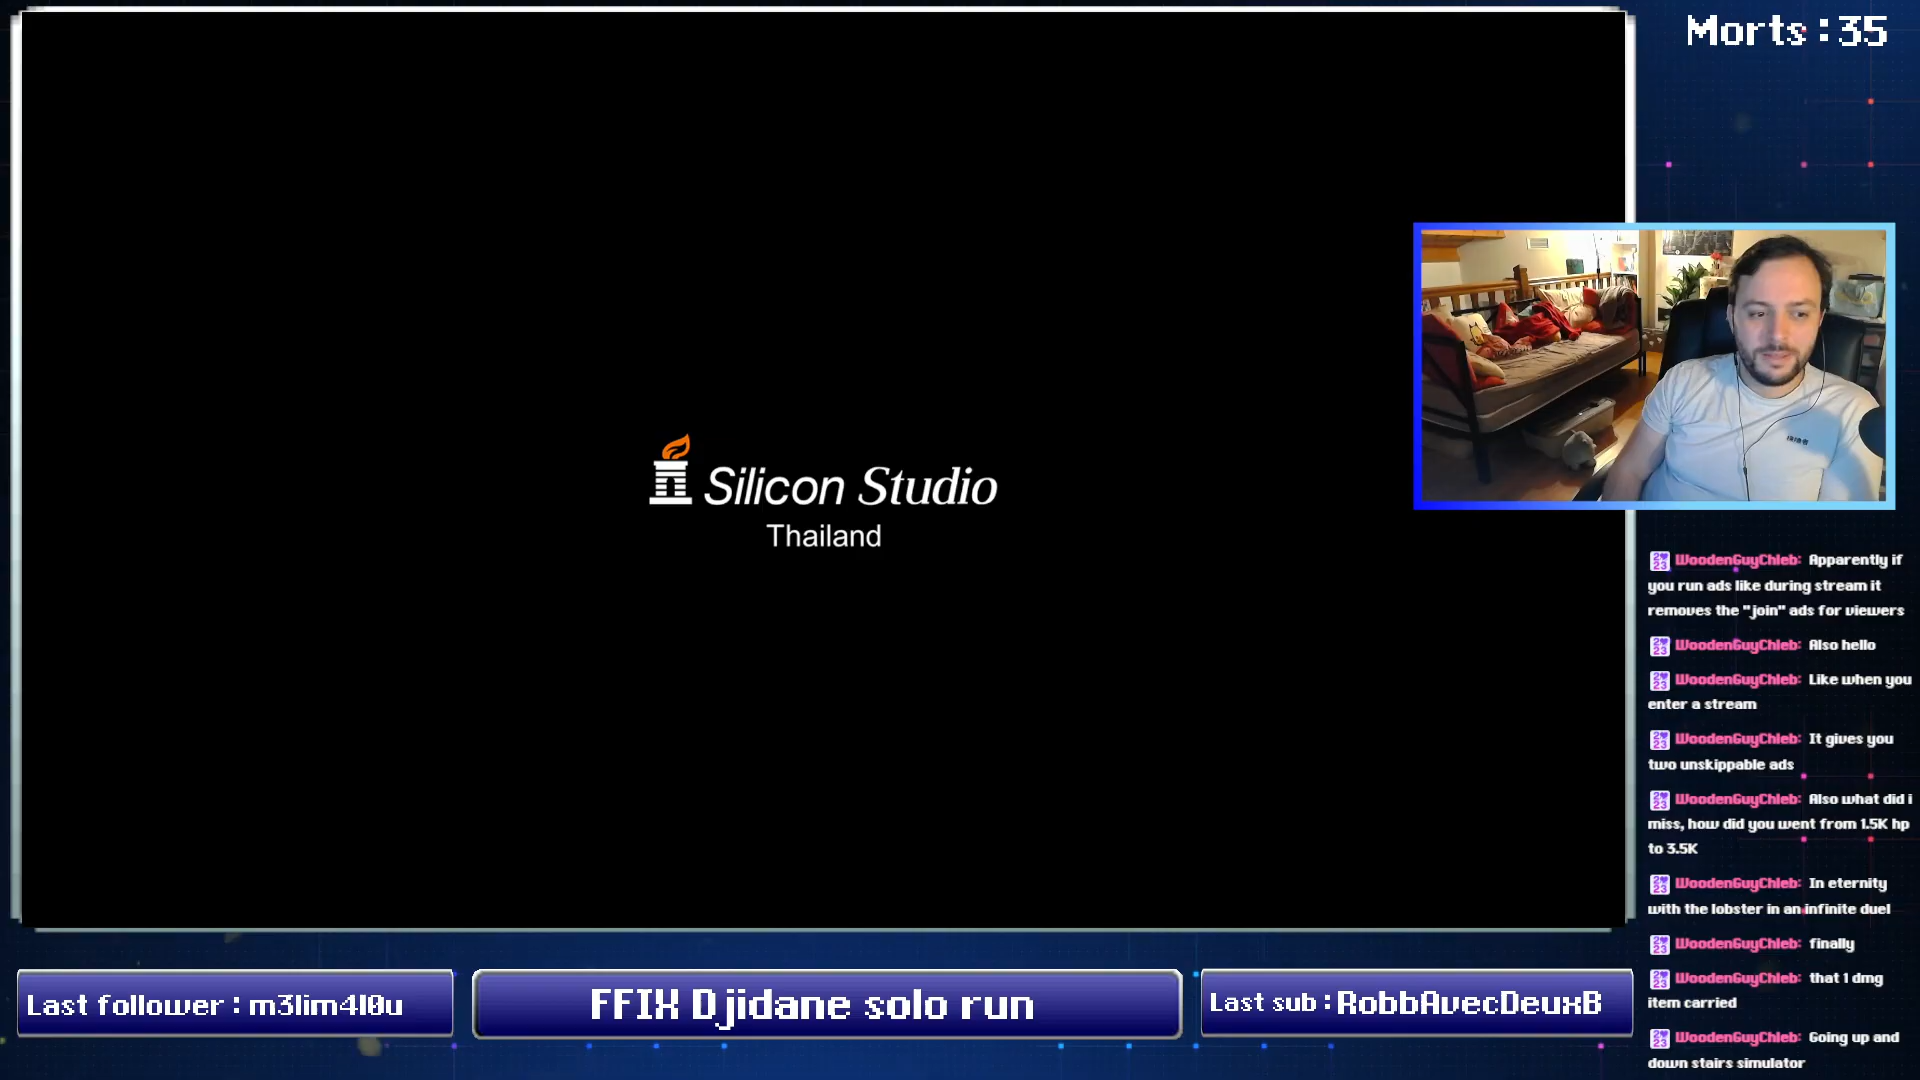 Morts : 35
Silicon Studio
Thailand
WoodenGuyChleb: Apparently if
you run ads like during stream it
removes the "join" ads for viewers
WoodenGuyChleb: Also hello
WoodenGuyChleb: Like when you
enter a stream
WoodenGuyChleb: It gives you
two unskippable ads
WoodenGuyChleb: Also what did i
miss, how did you went from 1.5K hp
to 3.5K
WoodenGuyChleb: In eternity
with the lobster in an infinite duel
WoodenGuyChleb: finally
WoodenGuyChleb: that 1 dmg
item carried
WoodenGuyChleb: Going up and
down stairs simulator
Last follower : m3lim4l0u
FFIX Djidane solo run
Last sub : RobbAvecDeuxB